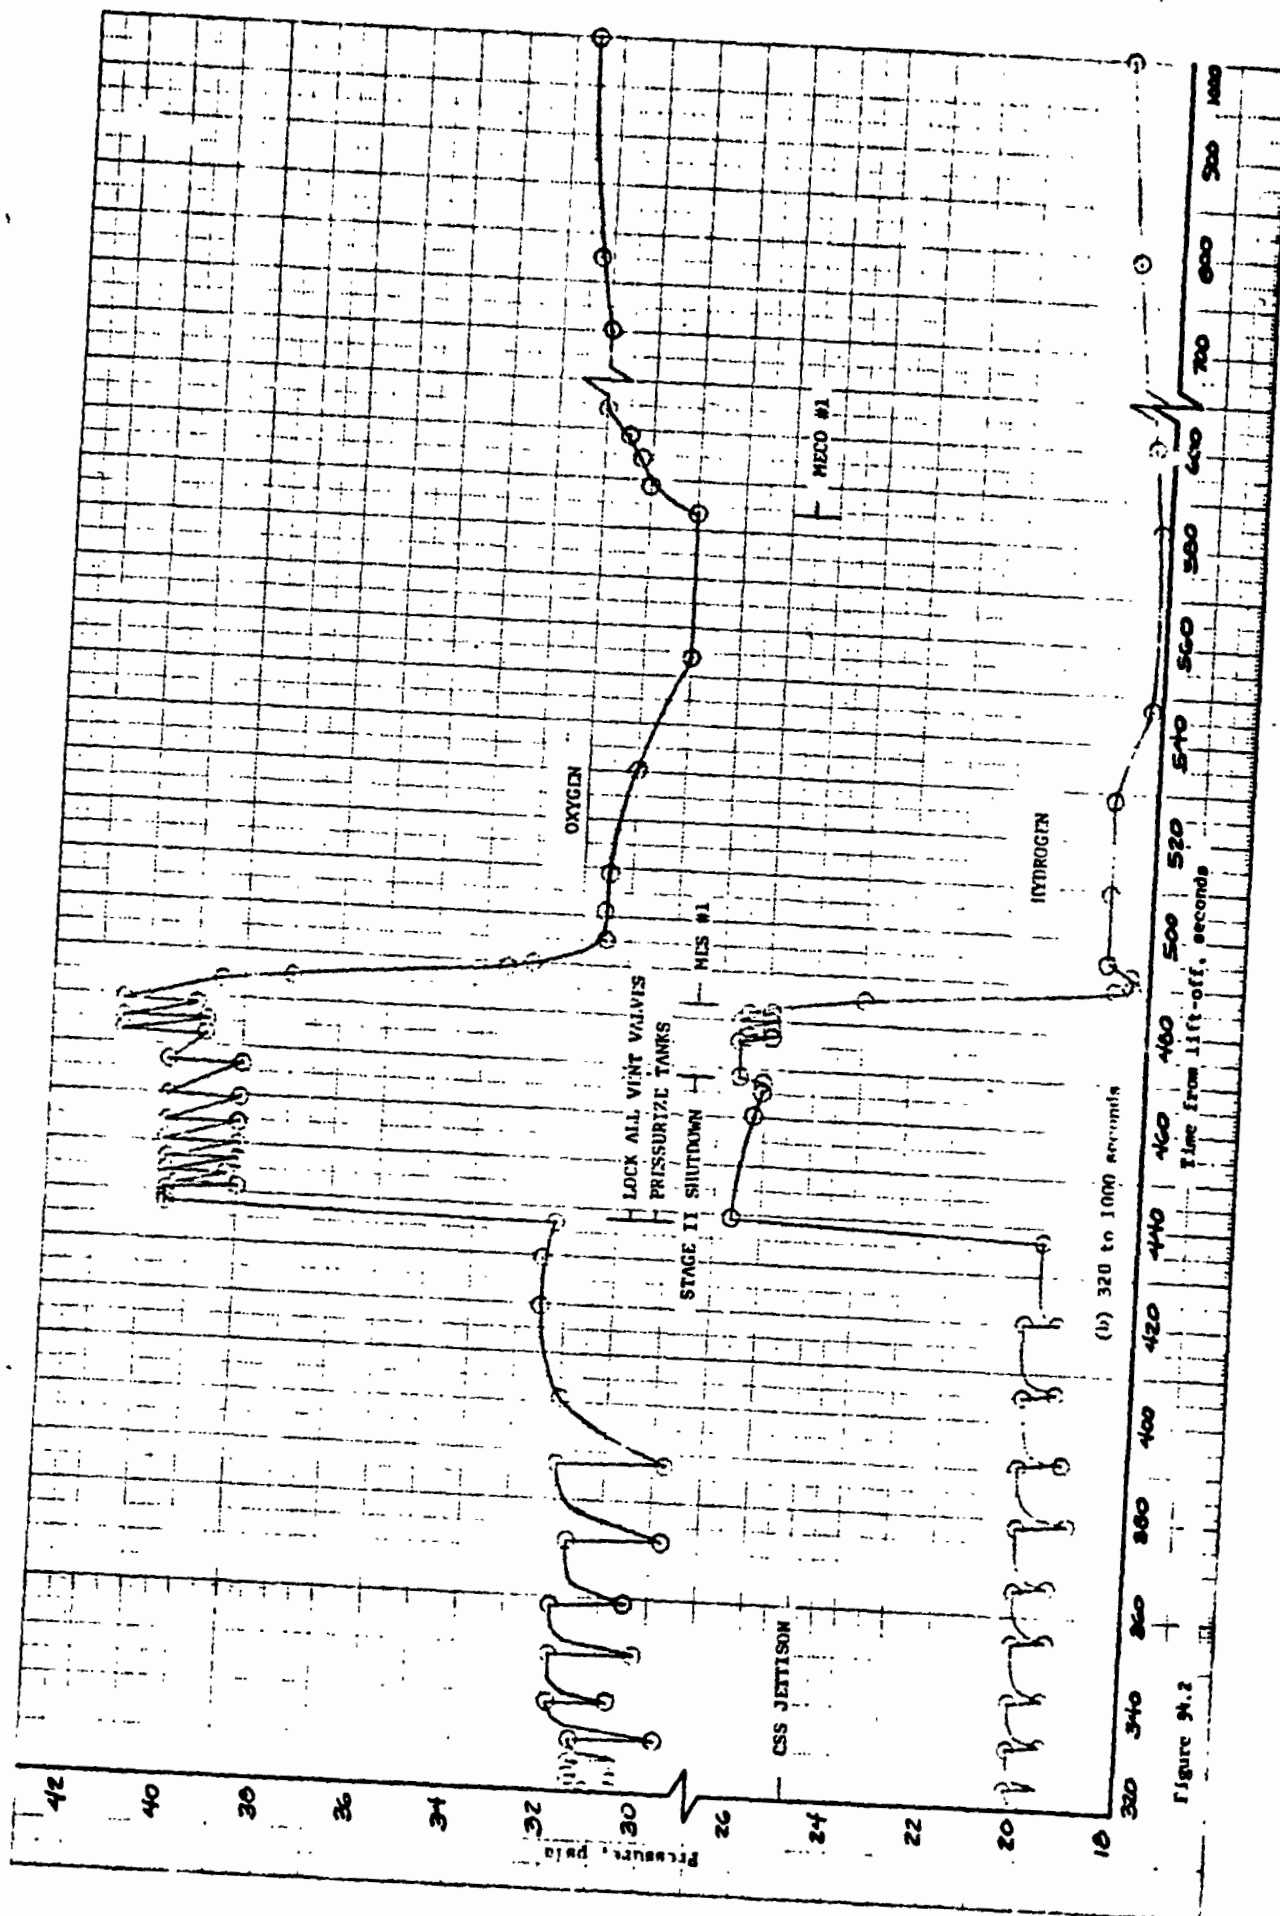 42
40
38
36
34
32
30
26
24
22
20
18
Pressure, psia
OXYGEN
HYDROGEN
LOCK ALL VENT VALVES
PRESSURIZE TANKS
STAGE II SHUTDOWN
MES #1
MECO #1
CSS JETTISON
320 340 360 380 400 420 440 460 480 500 520 540 560 580 600 700 800 900 1000
Time from lift-off, seconds
(b) 320 to 1000 seconds
Figure 94.2